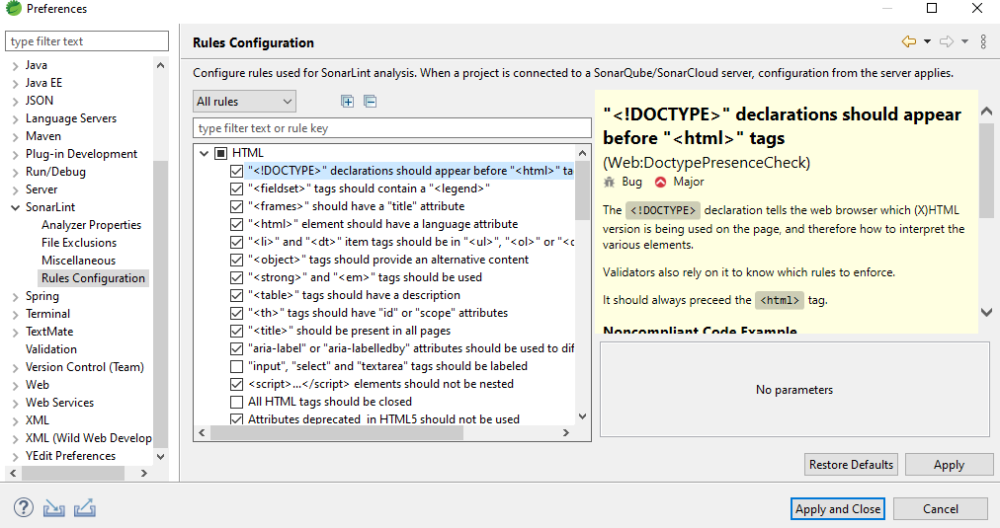 Preferences
type filter text
Java
Java EE
JSON
Language Servers
Maven
Plug-in Development
Run/Debug
Server
SonarLint
Analyzer Properties
File Exclusions
Miscellaneous
Rules Configuration
Spring
Terminal
TextMate
Validation
Version Control (Team)
Web
Web Services
XML
XML (Wild Web Develop
YEdit Preferences
Rules Configuration
Configure rules used for SonarLint analysis. When a project is connected to a SonarQube/SonarCloud server, configuration from the server applies.
All rules
type filter text or rule key
HTML
"<!DOCTYPE>" declarations should appear before "<html>" ta
"<fieldset>" tags should contain a "<legend>"
"<frames>" should have a "title" attribute
"<html>" element should have a language attribute
"<li>" and "<dt>" item tags should be in "<ul>", "<ol>" or "<d
"<object>" tags should provide an alternative content
"<strong>" and "<em>" tags should be used
"<table>" tags should have a description
"<th>" tags should have "id" or "scope" attributes
"<title>" should be present in all pages
"aria-label" or "aria-labelledby" attributes should be used to dif
"input", "select" and "textarea" tags should be labeled
<script>...</script> elements should not be nested
All HTML tags should be closed
Attributes deprecated  in HTML5 should not be used
"<!DOCTYPE>" declarations should appear
before "<html>" tags
(Web:DoctypePresenceCheck)
Bug Major
The <!DOCTYPE> declaration tells the web browser which (X)HTML
version is being used on the page, and therefore how to interpret the
various elements.
Validators also rely on it to know which rules to enforce.
It should always preceed the <html> tag.
Noncompliant Code Example
No parameters
Restore Defaults
Apply
Apply and Close
Cancel